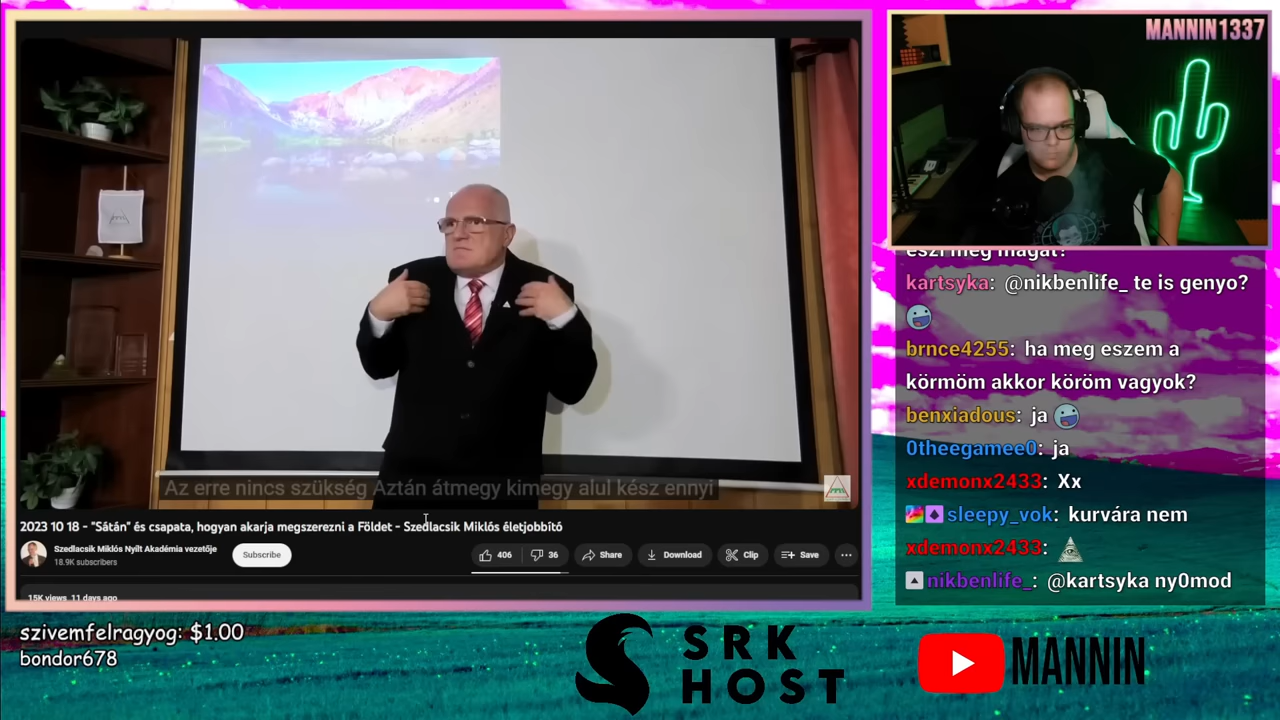 MANNIN1337
Az erre nincs szükség Aztán átmegy kimegy alul kész ennyi
2023 10 18 - "Sátán" és csapata, hogyan akarja megszerezni a Földet - Szedlacsik Miklós életjobbító
Szedlacsik Miklós Nyílt Akadémia vezetője
18.9K subscribers
Subscribe
406
36
Share
Download
Clip
Save
15K views 11 days ago
eszi meg magát?
kartsyka: @nikbenlife_ te is genyo?
brnce4255: ha meg eszem a
körmöm akkor köröm vagyok?
benxiadous: ja
0theegamee0: ja
xdemonx2433: Xx
sleepy_vok: kurvára nem
xdemonx2433:
nikbenlife_: @kartsyka ny0mod
szivemfelragyog: $1.00
bondor678
SRK
HOST
MANNIN